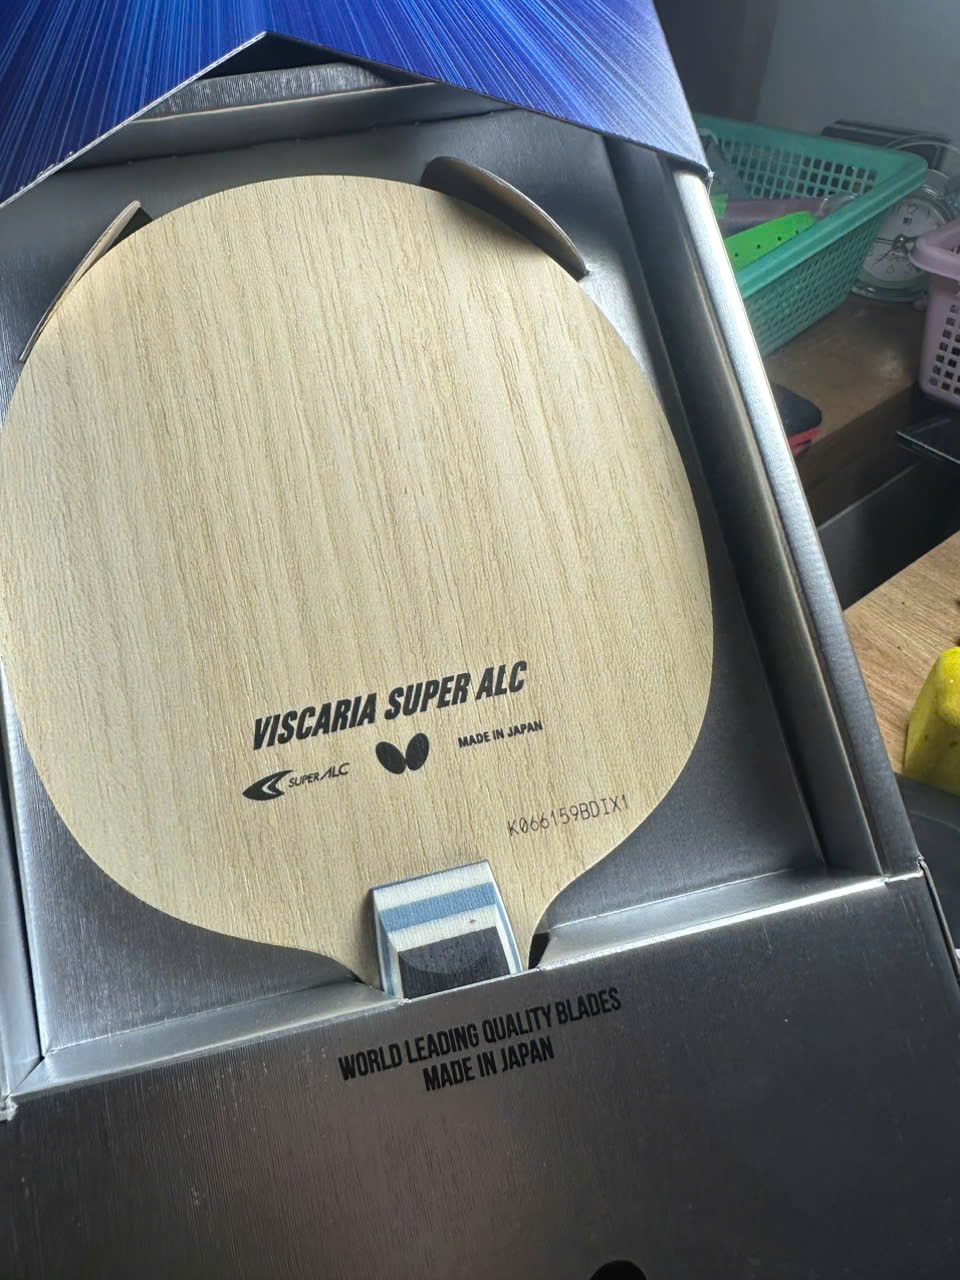 VISCARIA SUPER ALC
SUPER ALC
MADE IN JAPAN
K066159BDIX1
WORLD LEADING QUALITY BLADES
MADE IN JAPAN